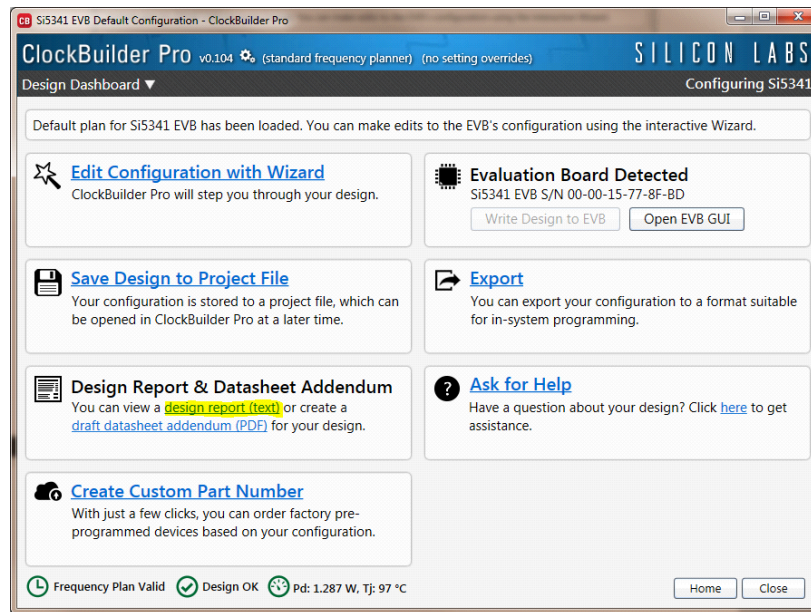 CB Si5341 EVB Default Configuration - ClockBuilder Pro
ClockBuilder Pro v0.104 (standard frequency planner) (no setting overrides) SILICON LABS
Design Dashboard ▼ Configuring Si5341
Default plan for Si5341 EVB has been loaded. You can make edits to the EVB's configuration using the interactive Wizard.
Edit Configuration with Wizard
ClockBuilder Pro will step you through your design.
Evaluation Board Detected
Si5341 EVB S/N 00-00-15-77-8F-BD
Write Design to EVB Open EVB GUI
Save Design to Project File
Your configuration is stored to a project file, which can
be opened in ClockBuilder Pro at a later time.
Export
You can export your configuration to a format suitable
for in-system programming.
Design Report & Datasheet Addendum
You can view a design report (text) or create a
draft datasheet addendum (PDF) for your design.
? Ask for Help
Have a question about your design? Click here to get
assistance.
Create Custom Part Number
With just a few clicks, you can order factory pre-
programmed devices based on your configuration.
Frequency Plan Valid Design OK Pd: 1.287 W, Tj: 97 °C Home Close